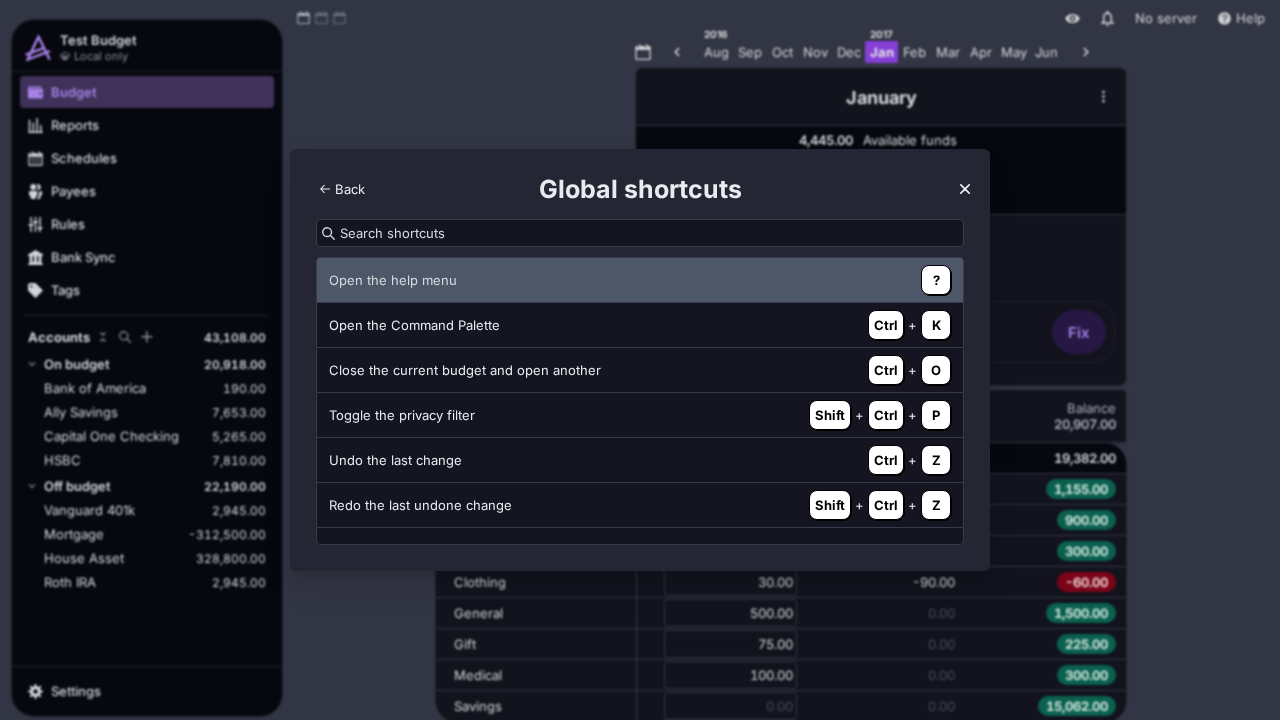 Test Budget
Local only
Budget
Reports
Schedules
Payees
Rules
Bank Sync
Tags
Accounts 43,108.00
On budget 20,918.00
Bank of America 190.00
Ally Savings 7,653.00
Capital One Checking 5,265.00
HSBC 7,810.00
Off budget 22,190.00
Vanguard 401k 2,945.00
Mortgage -312,500.00
House Asset 328,800.00
Roth IRA 2,945.00
Settings
No server Help
2016 2017
Aug Sep Oct Nov Dec Jan Feb Mar Apr May Jun
January
4,445.00 Available funds
Back Global shortcuts
Search shortcuts
Open the help menu ?
Open the Command Palette Ctrl + K
Close the current budget and open another Ctrl + O
Toggle the privacy filter Shift + Ctrl + P
Undo the last change Ctrl + Z
Redo the last undone change Shift + Ctrl + Z
Fix
Balance
20,907.00
19,382.00
1,155.00
900.00
300.00
Clothing 30.00 -90.00 -60.00
General 500.00 0.00 1,500.00
Gift 75.00 0.00 225.00
Medical 100.00 0.00 300.00
Savings 0.00 0.00 15,062.00